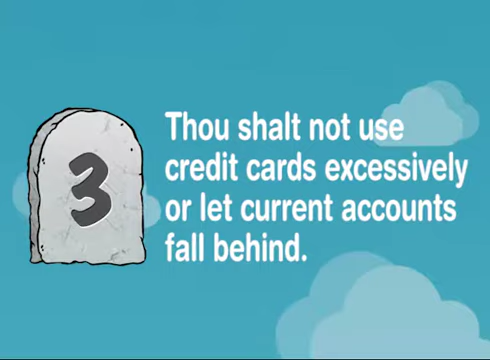 3
Thou shalt not use
credit cards excessively
or let current accounts
fall behind.